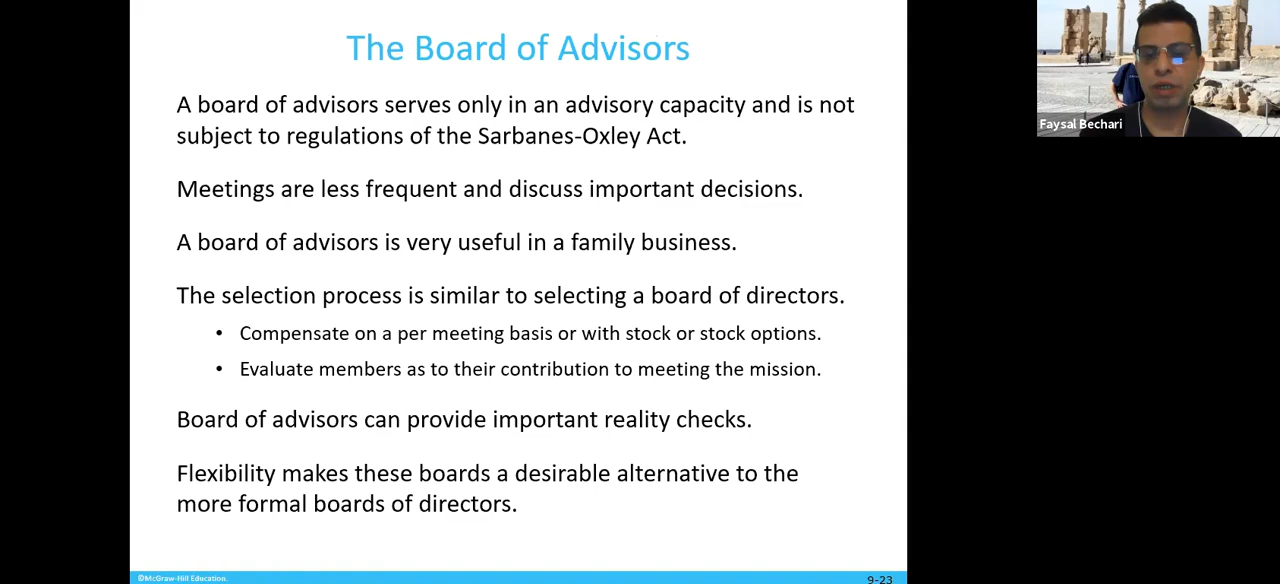 The Board of Advisors
A board of advisors serves only in an advisory capacity and is not
subject to regulations of the Sarbanes-Oxley Act.
Meetings are less frequent and discuss important decisions.
A board of advisors is very useful in a family business.
The selection process is similar to selecting a board of directors.
• Compensate on a per meeting basis or with stock or stock options.
• Evaluate members as to their contribution to meeting the mission.
Board of advisors can provide important reality checks.
Flexibility makes these boards a desirable alternative to the
more formal boards of directors.
©McGraw-Hill Education.
9-23
Faysal Bechari